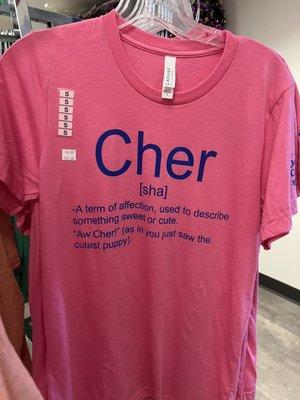 CANVAS
S
S
S
S
S
S
Cher
[sha]
-A term of affection, used to describe
something sweet or cute.
"Aw Cher!" (as in you just saw the
cutest puppy)